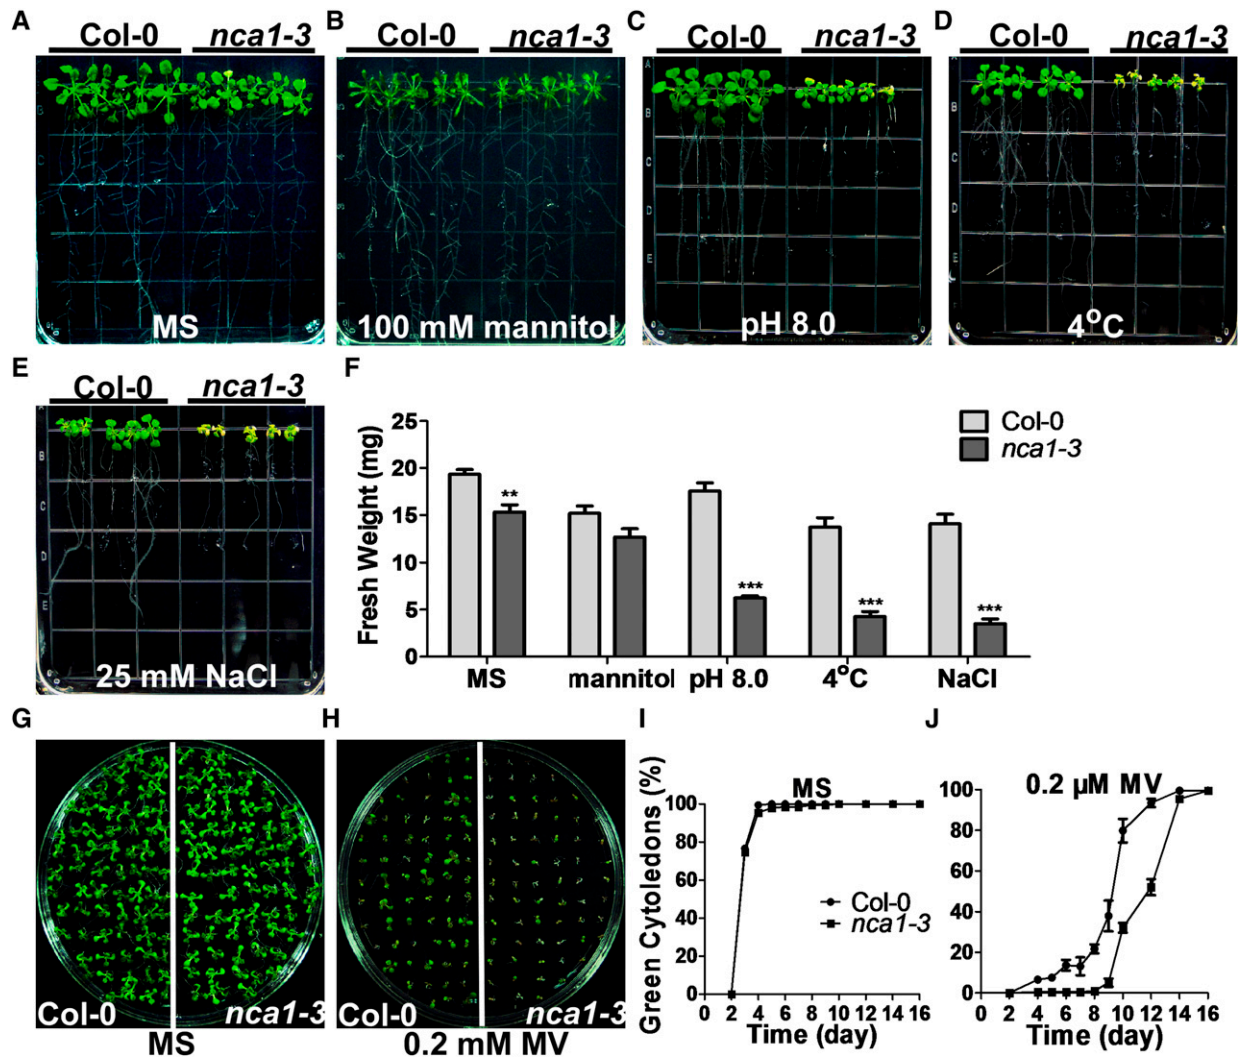 A
B
C
D
Col-0 nca1-3
Col-0 nca1-3
Col-0 nca1-3
Col-0 nca1-3
MS
100 mM mannitol
pH 8.0
4°C
E
F
Col-0 nca1-3
25 mM NaCl
Fresh Weight (mg)
25
20
15
10
5
0
Col-0
nca1-3
**
***
***
***
MS mannitol pH 8.0 4°C NaCl
G
H
I
J
Col-0 nca1-3
MS
Col-0 nca1-3
0.2 mM MV
Green Cytoledons (%)
MS
100
80
60
40
20
0
Col-0
nca1-3
0 2 4 6 8 10 12 14 16
Time (day)
0.2 µM MV
100
80
60
40
20
0
0 2 4 6 8 10 12 14 16
Time (day)